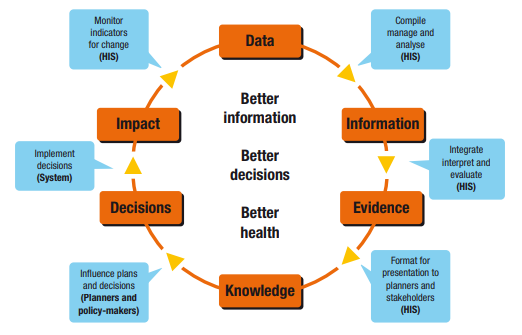 Monitor
indicators
for change
(HIS)
Data
Compile
manage and
analyse
(HIS)
Impact
Better
information
Information
Implement
decisions
(System)
Better
decisions
Integrate
interpret and
evaluate
(HIS)
Decisions
Better
health
Evidence
Influence plans
and decisions
(Planners and
policy-makers)
Knowledge
Format for
presentation to
planners and
stakeholders
(HIS)